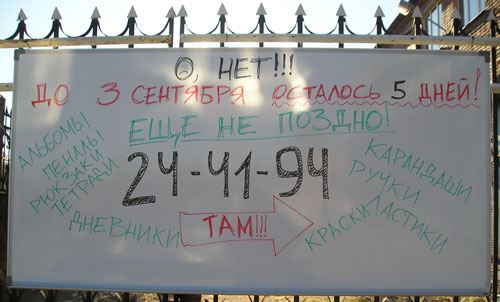 О, НЕТ!!!
ДО 3 СЕНТЯБРЯ ОСТАЛОСЬ 5 ДНЕЙ!
ЕЩЕ НЕ ПОЗДНО!
24-41-94
АЛЬБОМЫ
ПЕНАЛЫ
РЮКЗАКИ
ТЕТРАДИ
ДНЕВНИКИ
ТАМ!!!
КАРАНДАШИ
РУЧКИ
ЛАСТИКИ
КРАСКИ